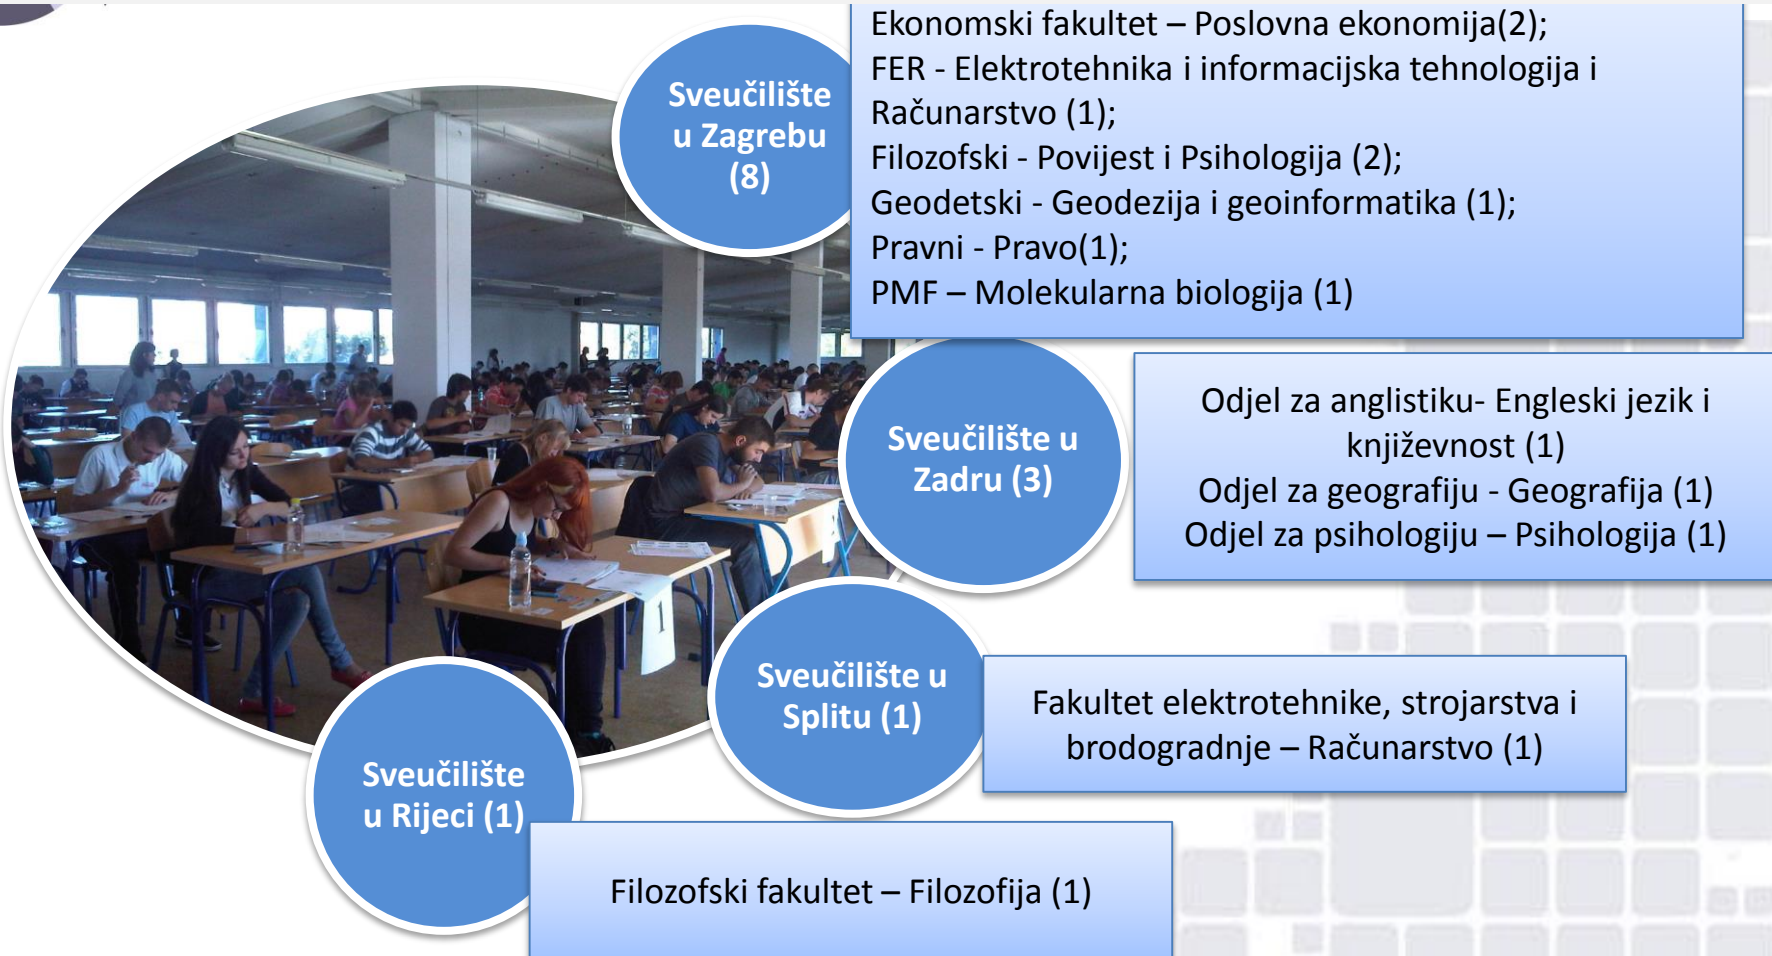 Sveučilište
u Zagrebu
(8)
Ekonomski fakultet – Poslovna ekonomija(2);
FER - Elektrotehnika i informacijska tehnologija i
Računarstvo (1);
Filozofski - Povijest i Psihologija (2);
Geodetski - Geodezija i geoinformatika (1);
Pravni - Pravo(1);
PMF – Molekularna biologija (1)
Sveučilište u
Zadru (3)
Odjel za anglistiku- Engleski jezik i
književnost (1)
Odjel za geografiju - Geografija (1)
Odjel za psihologiju – Psihologija (1)
Sveučilište u
Splitu (1)
Fakultet elektrotehnike, strojarstva i
brodogradnje – Računarstvo (1)
Sveučilište
u Rijeci (1)
Filozofski fakultet – Filozofija (1)
1